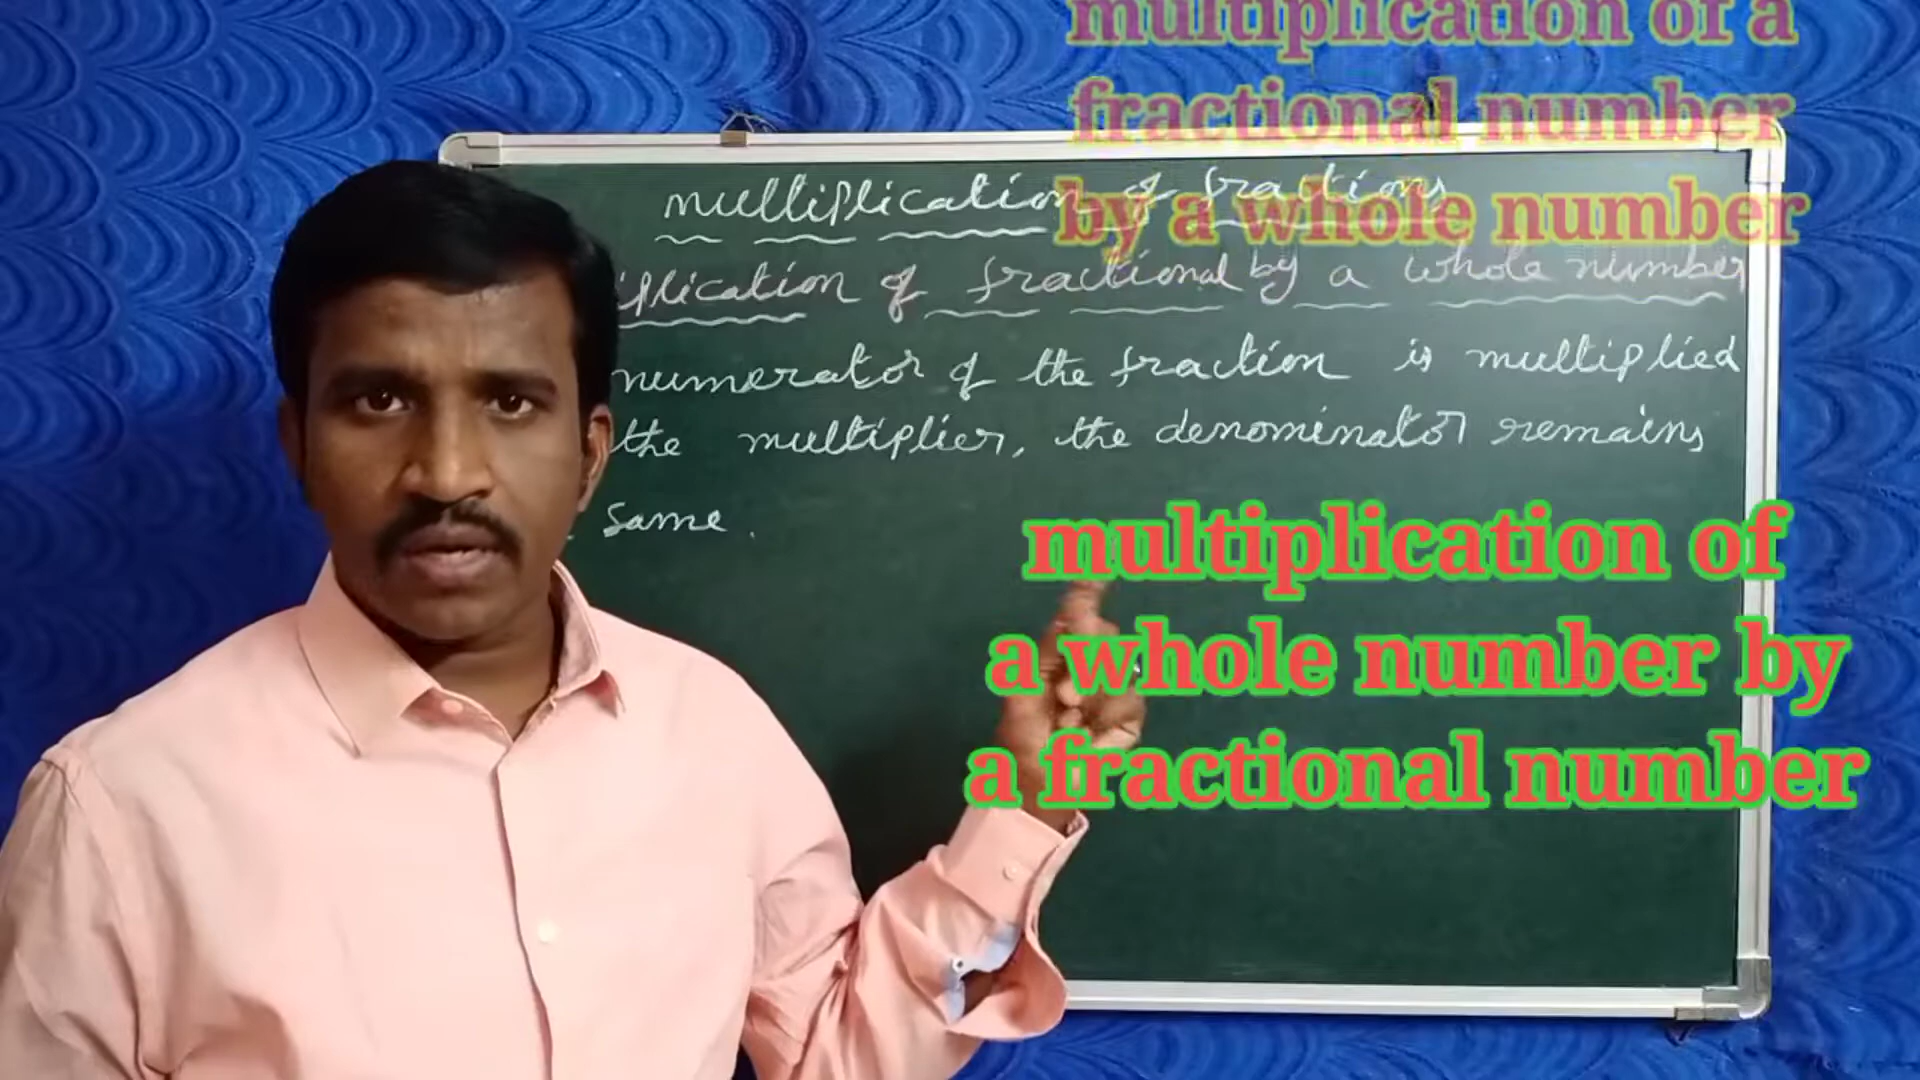 multiplication of a
fractional number
by a whole number
multiplication of fractions
iplication of fractional by a whole number
numerator of the fraction is multiplied
the multiplier, the denominator remains
same.
multiplication of
a whole number by
a fractional number